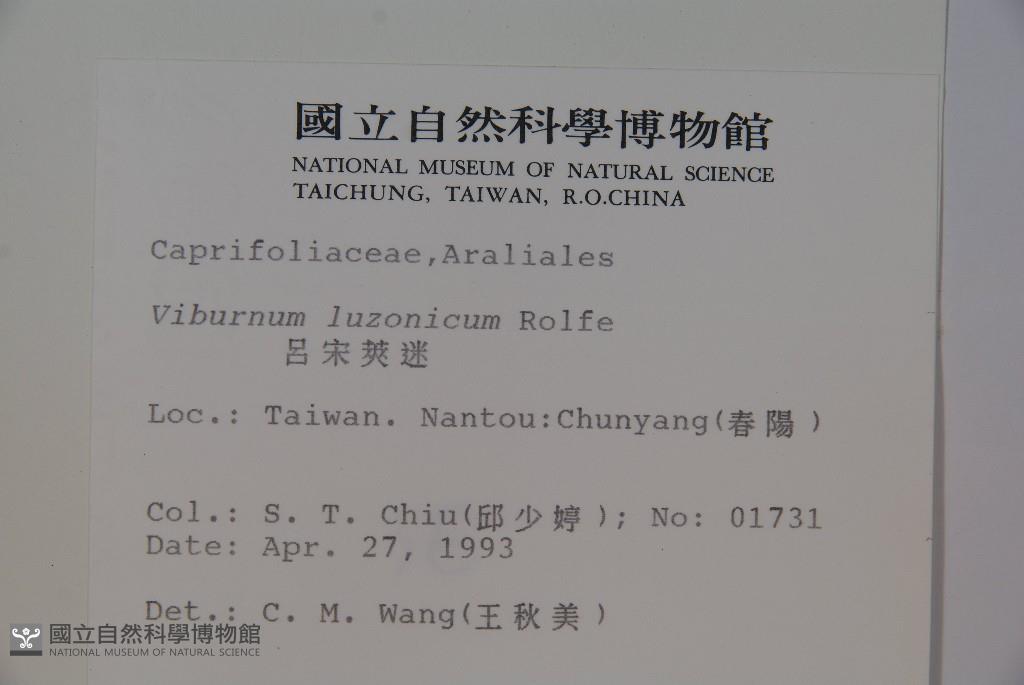 國立自然科學博物館
NATIONAL MUSEUM OF NATURAL SCIENCE
TAICHUNG, TAIWAN, R.O.CHINA
Caprifoliaceae,Araliales
Viburnum luzonicum Rolfe
呂宋莢迷
Loc.: Taiwan. Nantou:Chunyang(春陽)
Col.: S. T. Chiu(邱少婷); No: 01731
Date: Apr. 27, 1993
Det.: C. M. Wang(王秋美)
國立自然科學博物館
NATIONAL MUSEUM OF NATURAL SCIENCE